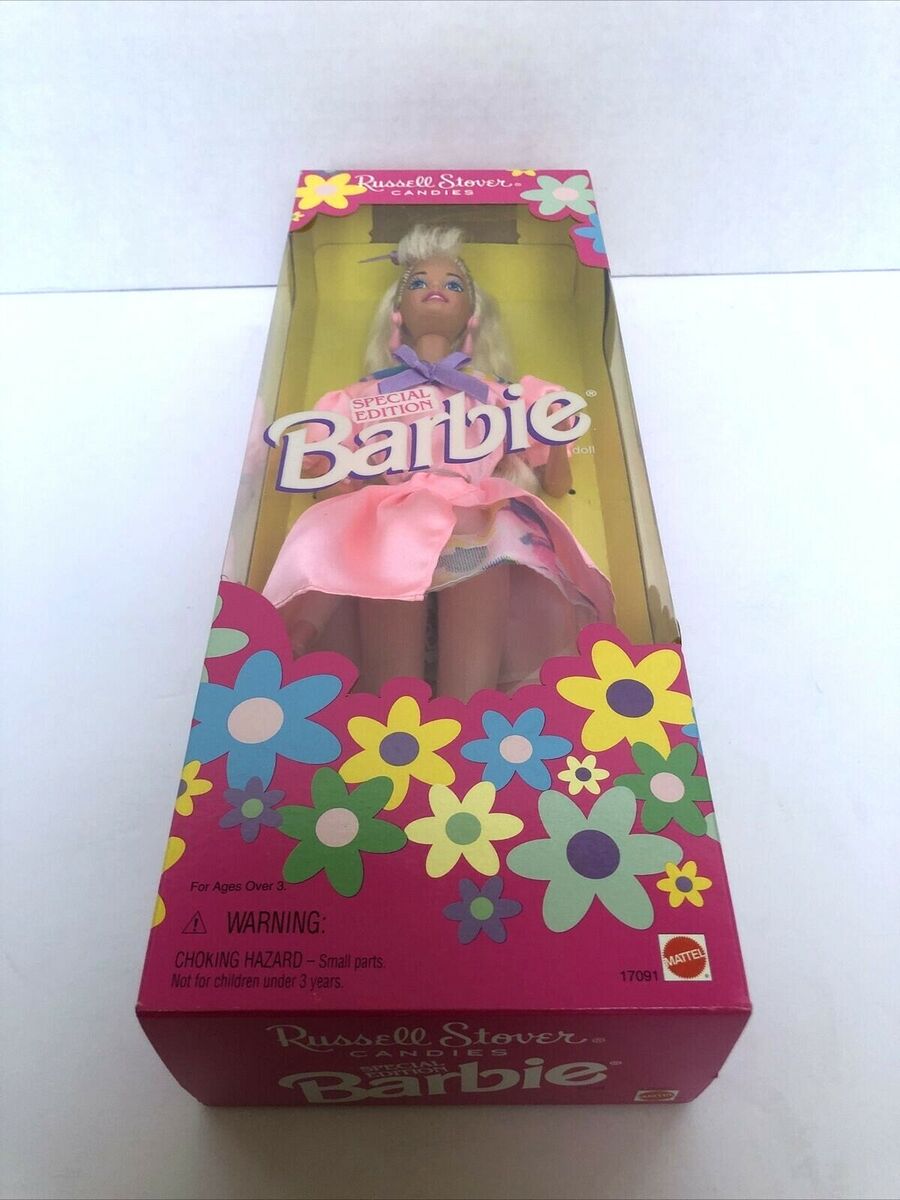 Russell Stover®
CANDIES
SPECIAL
EDITION
Barbie®
doll
For Ages Over 3.
⚠ WARNING:
CHOKING HAZARD – Small parts.
Not for children under 3 years.
17091
MATTEL
®
Russell Stover®
CANDIES
SPECIAL
EDITION
Barbie®
MATTEL